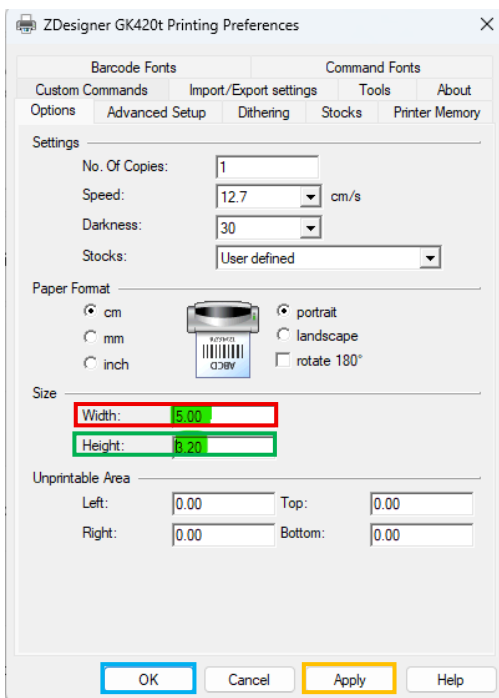 ZDesigner GK420t Printing Preferences
Barcode Fonts Command Fonts
Custom Commands Import/Export settings Tools About
Options Advanced Setup Dithering Stocks Printer Memory
Settings
No. Of Copies: 1
Speed: 12.7 cm/s
Darkness: 30
Stocks: User defined
Paper Format
cm portrait
mm landscape
inch rotate 180°
ABCD
Size
Width: 5.00
Height: 3.20
Unprintable Area
Left: 0.00 Top: 0.00
Right: 0.00 Bottom: 0.00
OK Cancel Apply Help